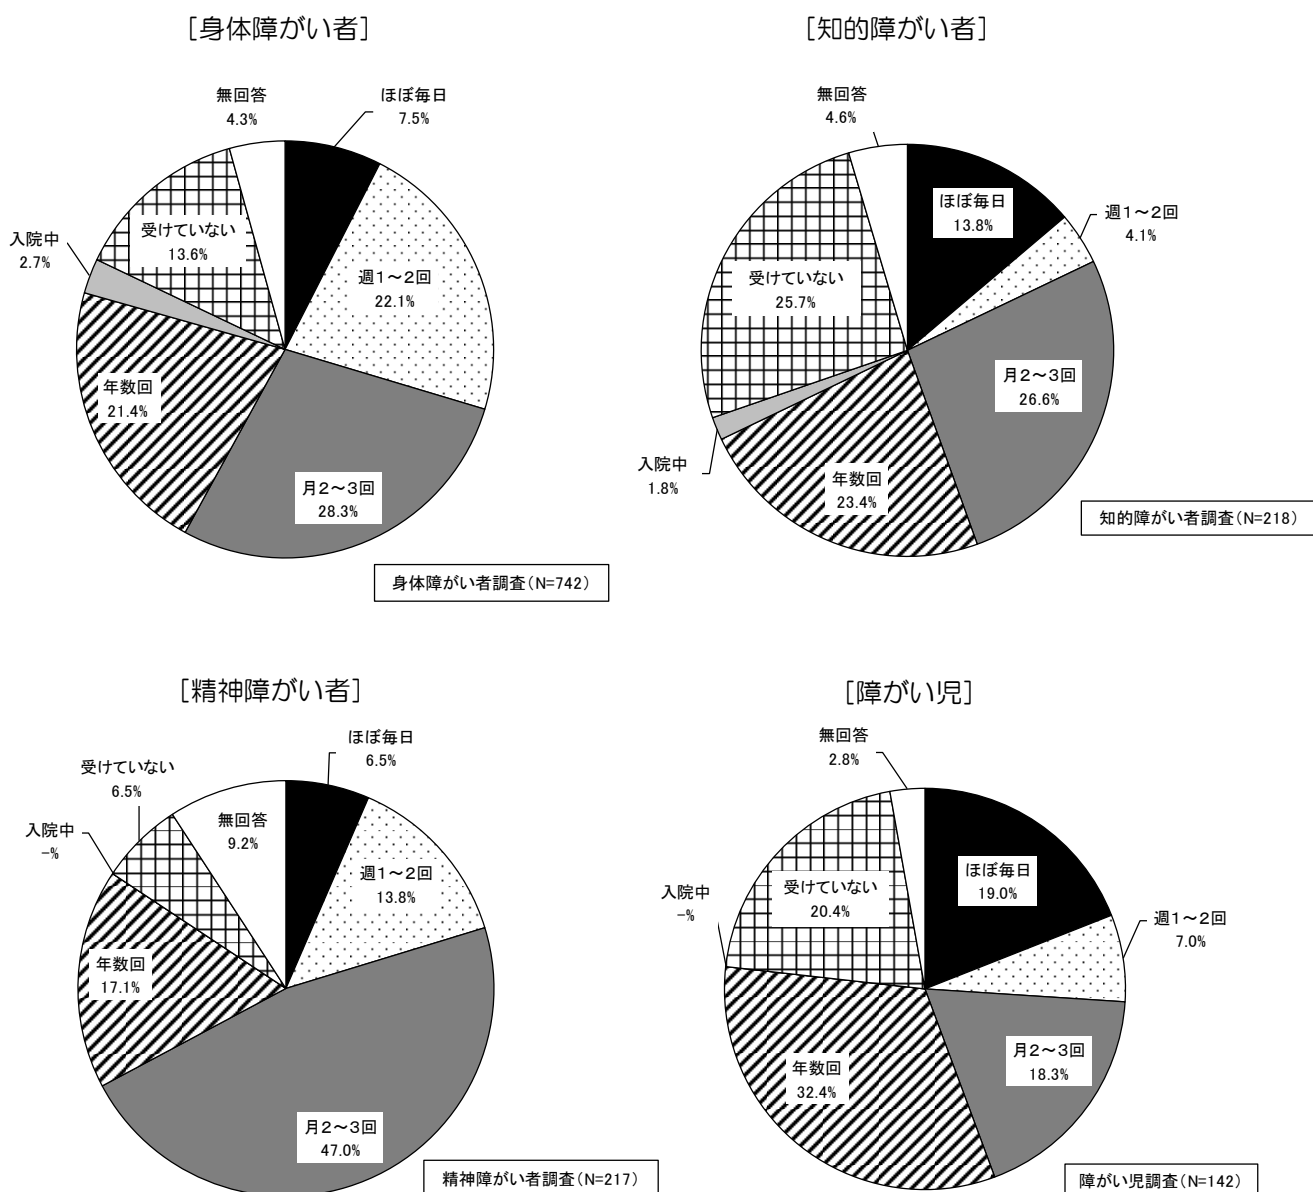 ［身体障がい者］
無回答
4.3%
ほぼ毎日
7.5%
週1～2回
22.1%
月2～3回
28.3%
年数回
21.4%
入院中
2.7%
受けていない
13.6%
身体障がい者調査(N=742)
［知的障がい者］
無回答
4.6%
ほぼ毎日
13.8%
週1～2回
4.1%
月2～3回
26.6%
年数回
23.4%
入院中
1.8%
受けていない
25.7%
知的障がい者調査(N=218)
［精神障がい者］
ほぼ毎日
6.5%
受けていない
6.5%
無回答
9.2%
入院中
-%
週1～2回
13.8%
年数回
17.1%
月2～3回
47.0%
精神障がい者調査(N=217)
［障がい児］
無回答
2.8%
ほぼ毎日
19.0%
週1～2回
7.0%
受けていない
20.4%
入院中
-%
月2～3回
18.3%
年数回
32.4%
障がい児調査(N=142)